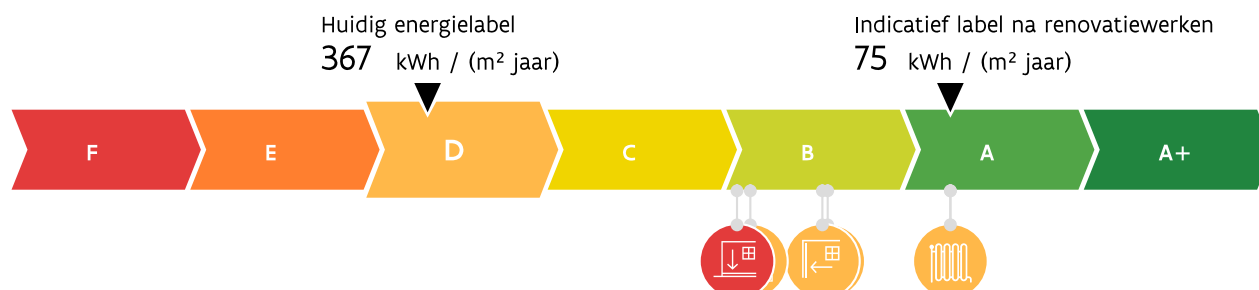 Huidig energielabel
367 kWh / (m² jaar)
Indicatief label na renovatiewerken
75 kWh / (m² jaar)
F E D C B A A+